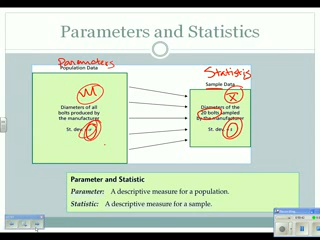 Parameters and Statistics
Parameters
Population Data
Statistics
Sample Data
μ
x̄
Diameters of all
bolts produced by
the manufacturer
Diameters of the
20 bolts sampled
by the manufacturer
St. dev. = σ
St. dev. = s
Parameter and Statistic
Parameter: A descriptive measure for a population.
Statistic: A descriptive measure for a sample.